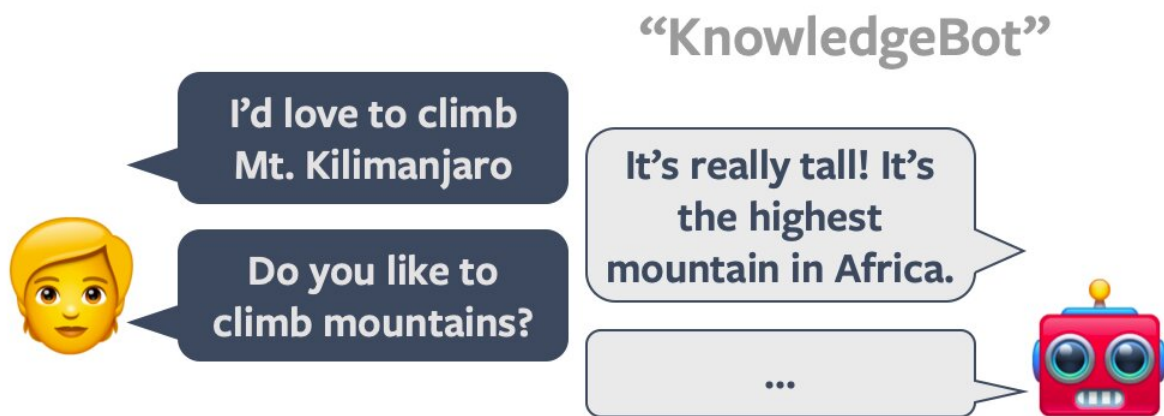 “KnowledgeBot”
I’d love to climb
Mt. Kilimanjaro
It’s really tall! It’s
the highest
mountain in Africa.
Do you like to
climb mountains?
...